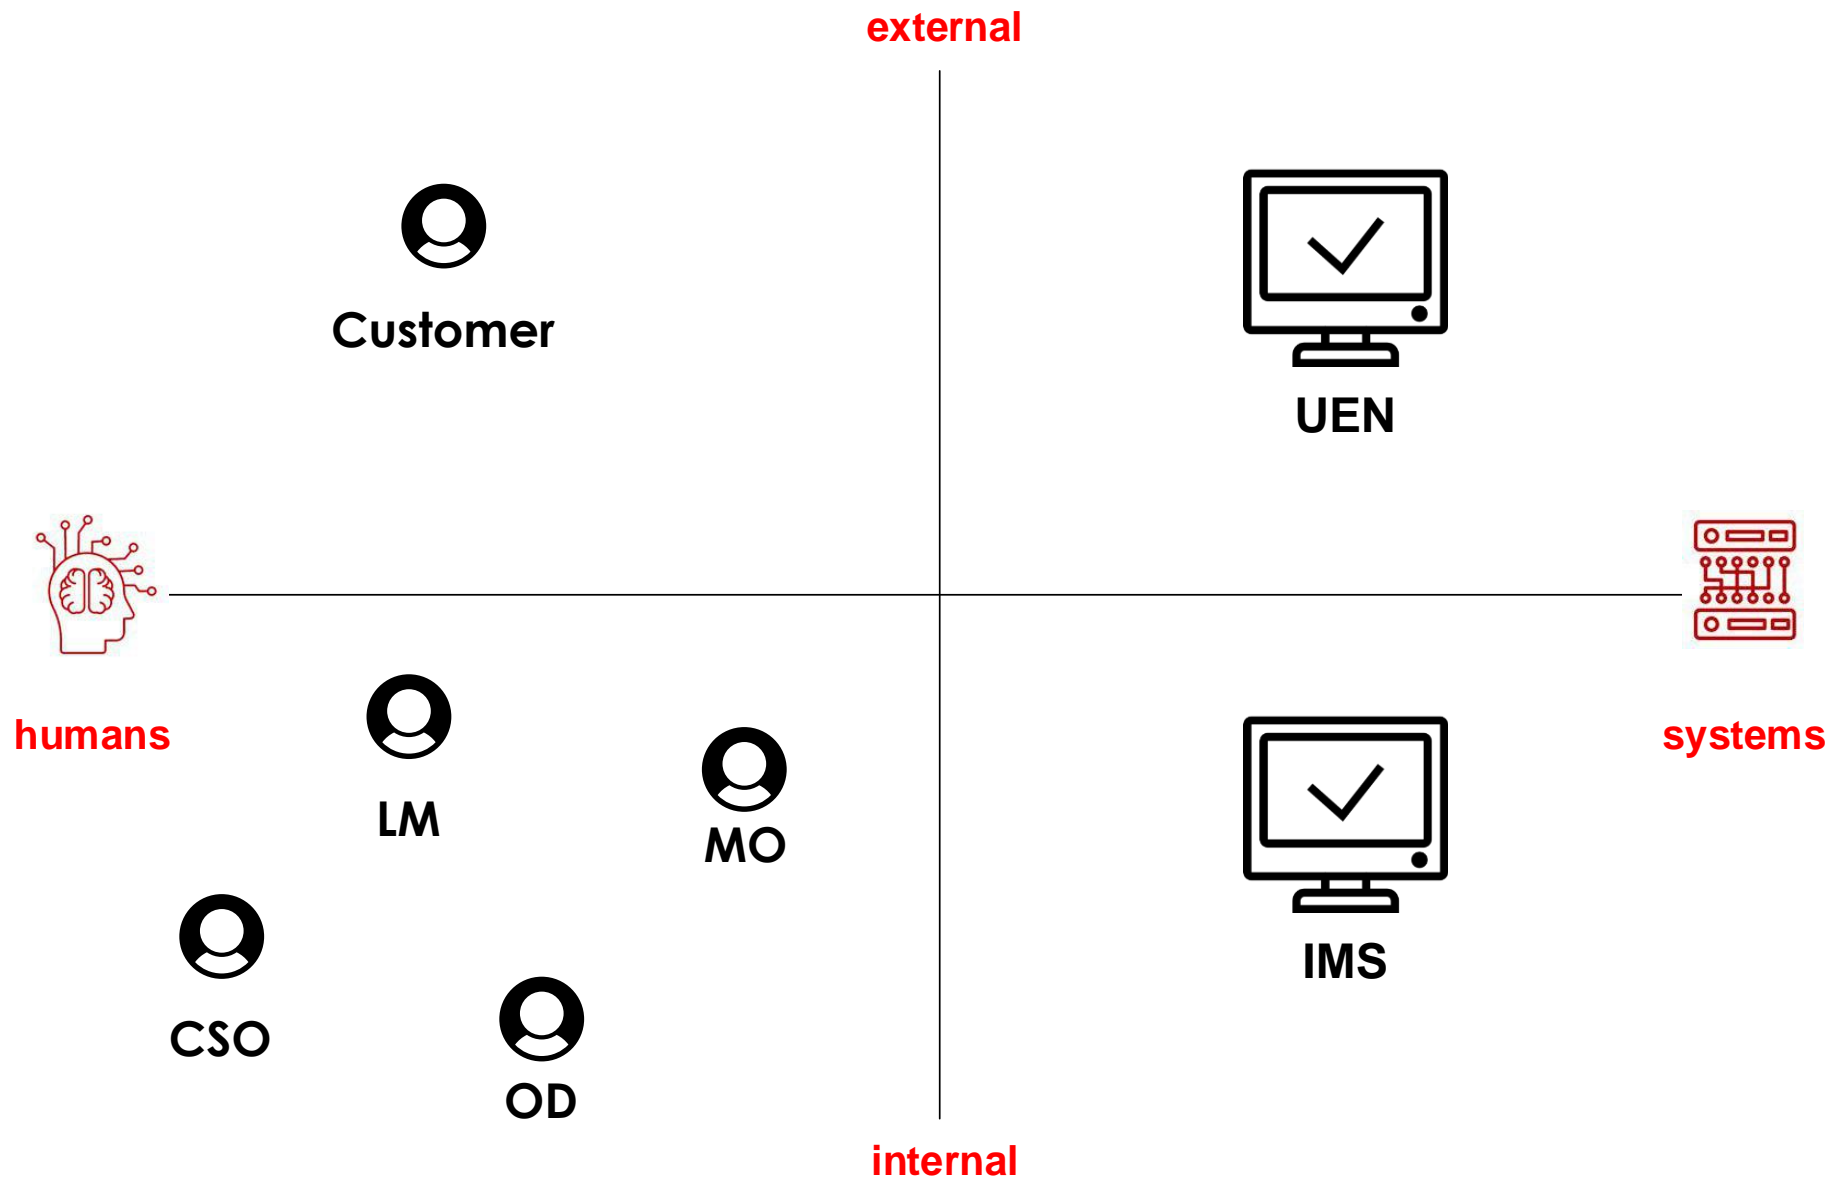 external
Customer
UEN
humans
systems
LM
MO
IMS
CSO
OD
internal